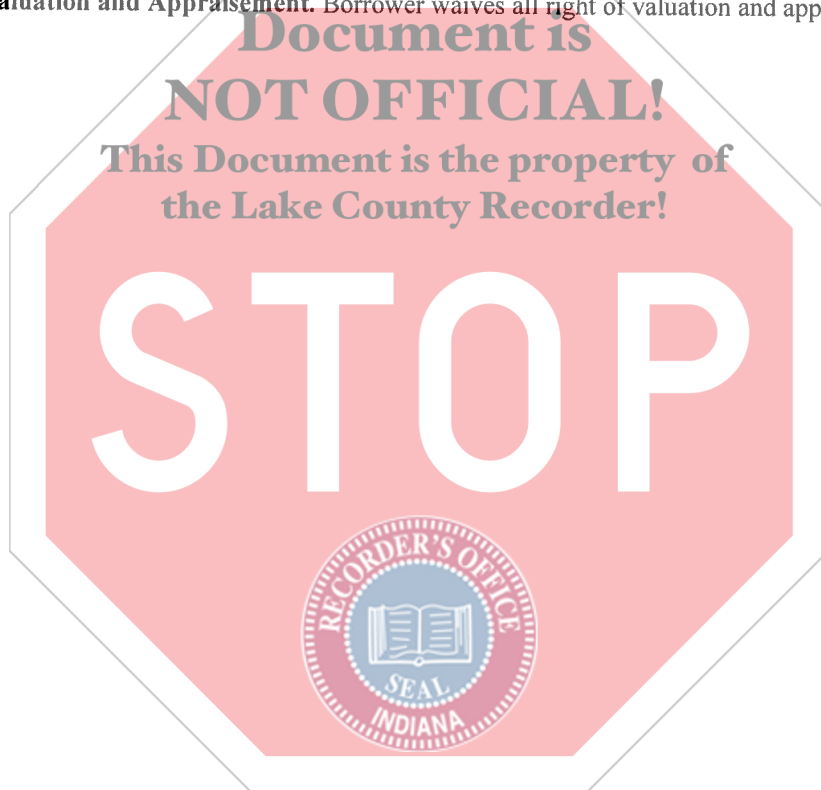 aluation and Appraisement. Borrower waives all right of valuation and app
Document is
NOT OFFICIAL!
This Document is the property of
the Lake County Recorder!
STOP
RECORDER'S OFFICE
SEAL
INDIANA